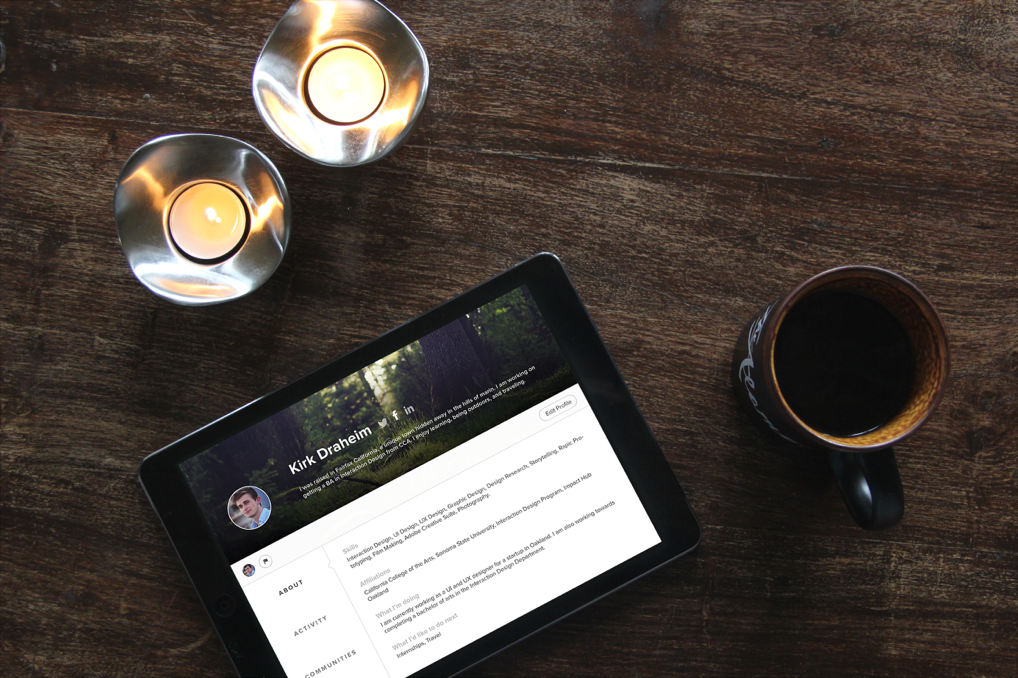 Kirk Draheim
I was raised in Fairfax California, a unique town hidden away in the hills of marin. I am working on
getting a BA in Interaction Design from CCA. I enjoy learning, being outdoors, and traveling.
Edit Profile
ABOUT
ACTIVITY
COMMUNITIES
Skills
Interaction Design, UI Design, UX Design, Graphic Design, Design Research, Storytelling, Rapic Pro-
totyping, Film Making, Adobe Creative Suite, Photography.
Affiliations
California College of the Arts, Sonoma State University, Interaction Design Program, Impact Hub
Oakland
What I'm doing
I am currently working as a UI and UX designer for a startup in Oakland. I am also working towards
completing a bachelor of arts in the Interaction Design Department.
What I'd like to do next
Internships, Travel